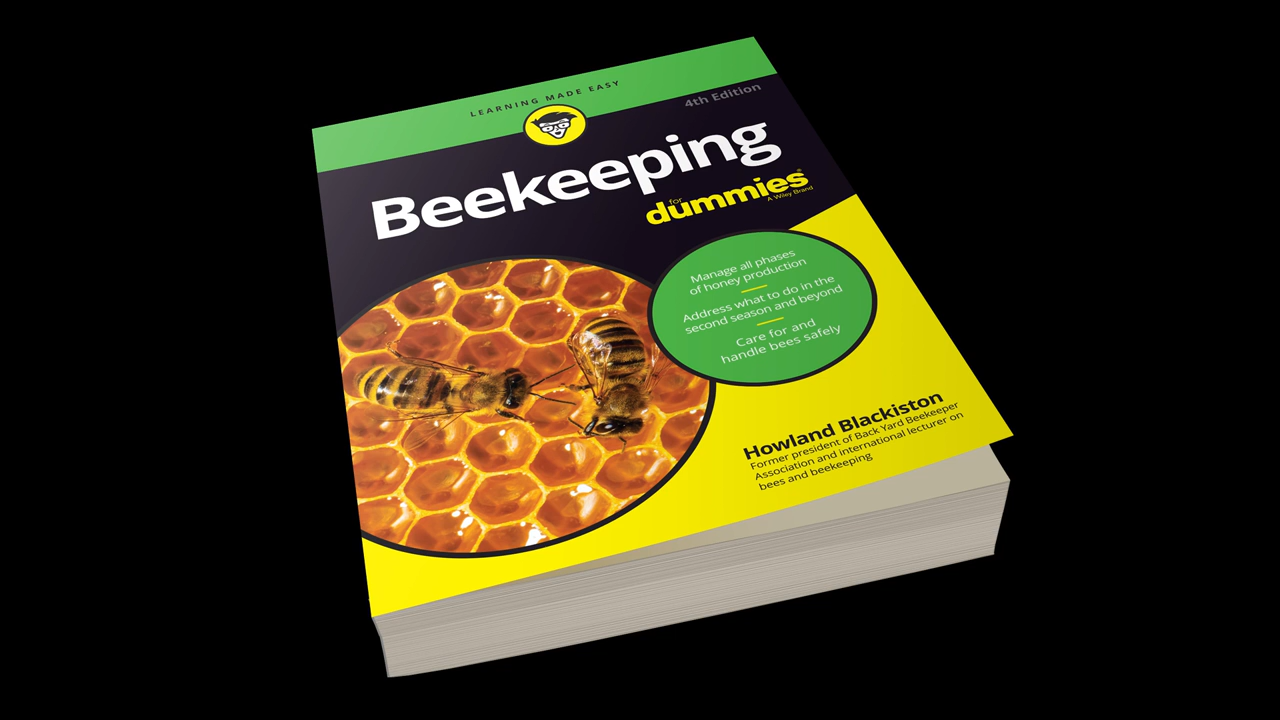 LEARNING MADE EASY
4th Edition
Beekeeping
for
dummies®
A Wiley Brand
Manage all phases
of honey production
Address what to do in the
second season and beyond
Care for and
handle bees safely
Howland Blackiston
Former president of Back Yard Beekeeper
Association and international lecturer on
bees and beekeeping